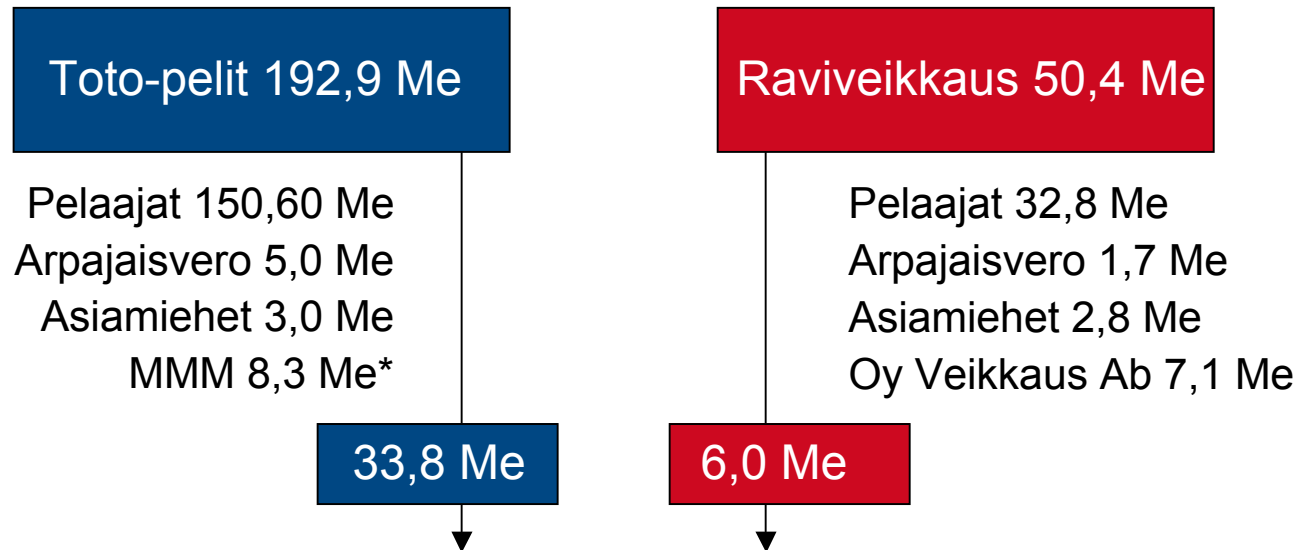 Toto-pelit 192,9 Me
Pelaajat 150,60 Me
Arpajaisvero 5,0 Me
Asiamiehet 3,0 Me
MMM 8,3 Me*
33,8 Me
Raviveikkaus 50,4 Me
Pelaajat 32,8 Me
Arpajaisvero 1,7 Me
Asiamiehet 2,8 Me
Oy Veikkaus Ab 7,1 Me
6,0 Me